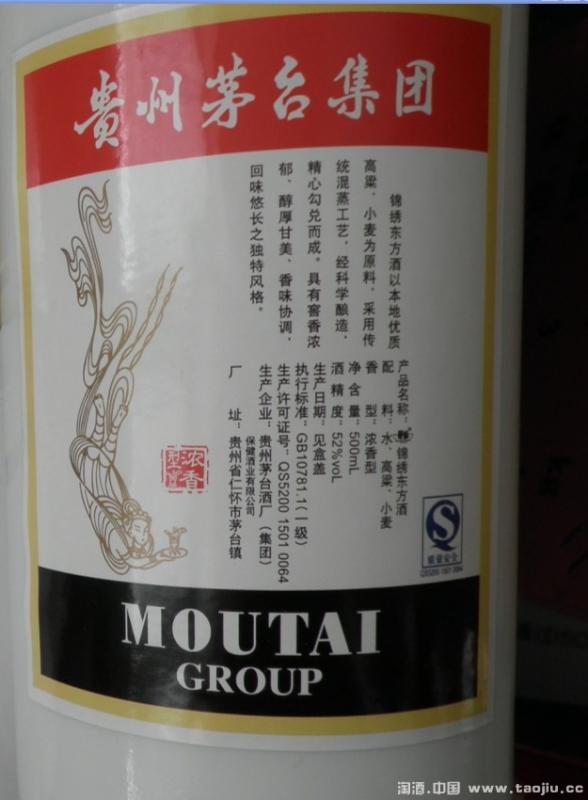 贵州茅台集团
锦绣东方酒以本地优质
高粱、小麦为原料，采用传
统混蒸工艺，经科学酿造，
精心勾兑而成。具有窖香浓
郁、醇厚甘美、香味协调，
回味悠长之独特风格。
产品名称：锦绣东方酒
配料：水、高粱、小麦
香型：浓香型
净含量：500mL
酒精度：52%voL
生产日期：见盒盖
执行标准：GB10781.1(一级)
生产许可证号：QS5200 1501 0064
生产企业：贵州茅台酒厂（集团）
保健酒业有限公司
厂址：贵州省仁怀市茅台镇
浓香
型
质量安全
MOUTAI
GROUP
淘酒.中国 www.taojiu.cc